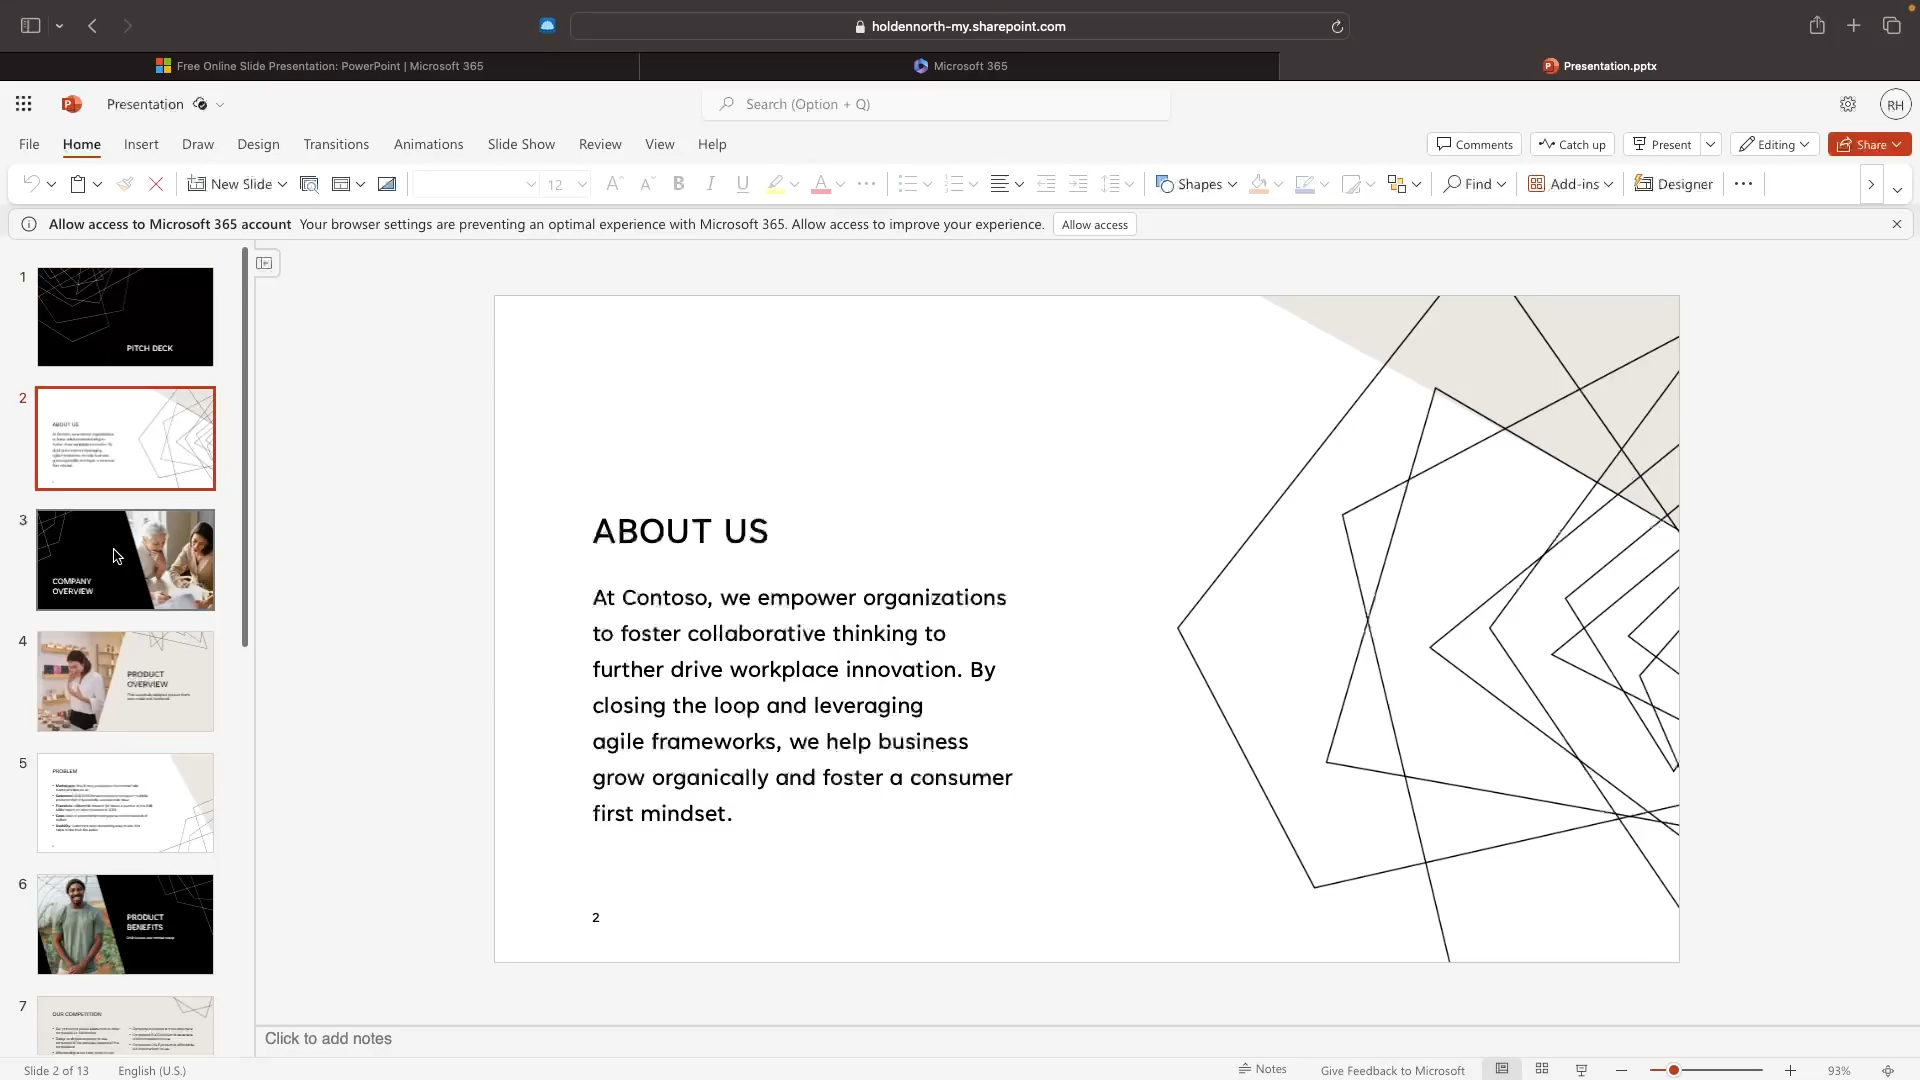 holdennorth-my.sharepoint.com
Free Online Slide Presentation: PowerPoint | Microsoft 365
Microsoft 365
Presentation.pptx
Presentation
Search (Option + Q)
RH
File Home Insert Draw Design Transitions Animations Slide Show Review View Help
Comments Catch up Present Editing Share
New Slide 12 B I U A Shapes Find Add-ins Designer
Allow access to Microsoft 365 account Your browser settings are preventing an optimal experience with Microsoft 365. Allow access to improve your experience. Allow access
1
PITCH DECK
2
ABOUT US
3
COMPANY
OVERVIEW
4
PRODUCT
OVERVIEW
5
PROBLEM
6
PRODUCT
BENEFITS
7
OUR COMPETITION
ABOUT US
At Contoso, we empower organizations
to foster collaborative thinking to
further drive workplace innovation. By
closing the loop and leveraging
agile frameworks, we help business
grow organically and foster a consumer
first mindset.
2
Click to add notes
Slide 2 of 13 English (U.S.) Notes Give Feedback to Microsoft 93%